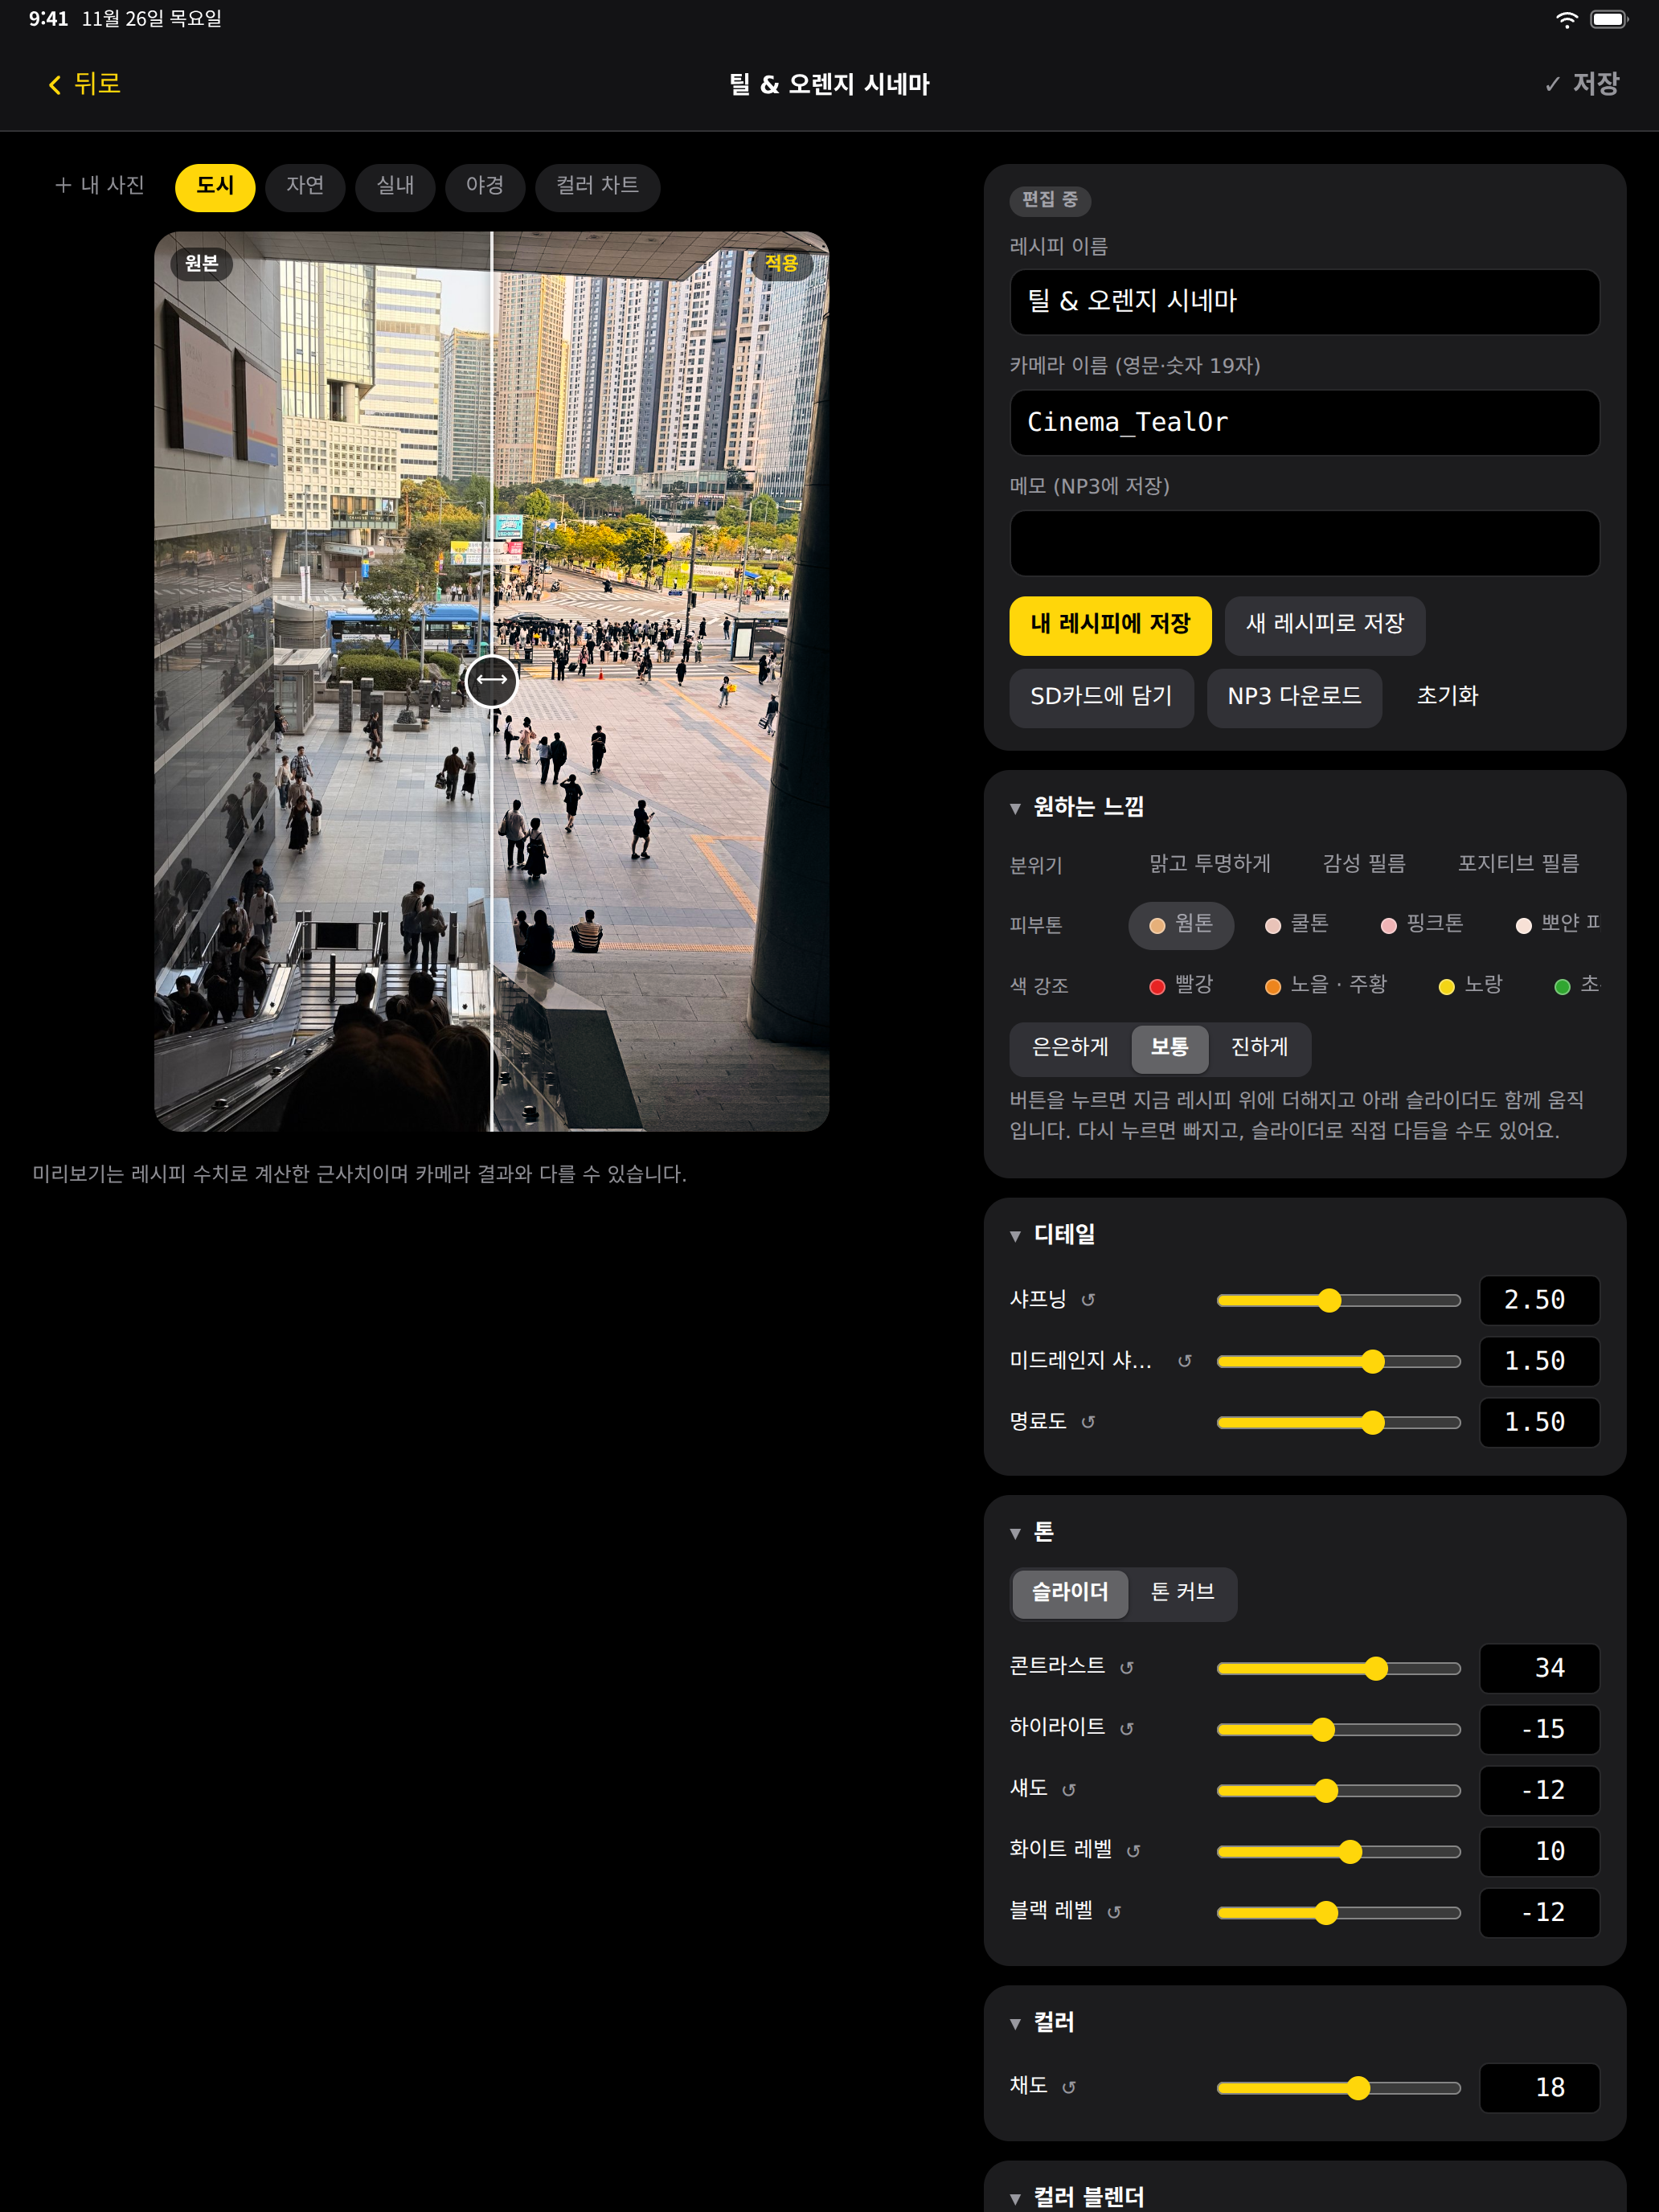 9:41 11월 26일 목요일
뒤로
틸 & 오렌지 시네마
✓ 저장
+ 내 사진
도시
자연
실내
야경
컬러 차트
원본
적용
미리보기는 레시피 수치로 계산한 근사치이며 카메라 결과와 다를 수 있습니다.
편집 중
레시피 이름
틸 & 오렌지 시네마
카메라 이름 (영문·숫자 19자)
Cinema_TealOr
메모 (NP3에 저장)
내 레시피에 저장
새 레시피로 저장
SD카드에 담기
NP3 다운로드
초기화
▼ 원하는 느낌
분위기 맑고 투명하게 감성 필름 포지티브 필름
피부톤 웜톤 쿨톤 핑크톤 뽀얀
색 강조 빨강 노을 · 주황 노랑 초
은은하게 보통 진하게
버튼을 누르면 지금 레시피 위에 더해지고 아래 슬라이더도 함께 움직
입니다. 다시 누르면 빠지고, 슬라이더로 직접 다듬을 수도 있어요.
▼ 디테일
샤프닝 ↺ 2.50
미드레인지 샤... ↺ 1.50
명료도 ↺ 1.50
▼ 톤
슬라이더 톤 커브
콘트라스트 ↺ 34
하이라이트 ↺ -15
섀도 ↺ -12
화이트 레벨 ↺ 10
블랙 레벨 ↺ -12
▼ 컬러
채도 ↺ 18
▼ 컬러 블렌더